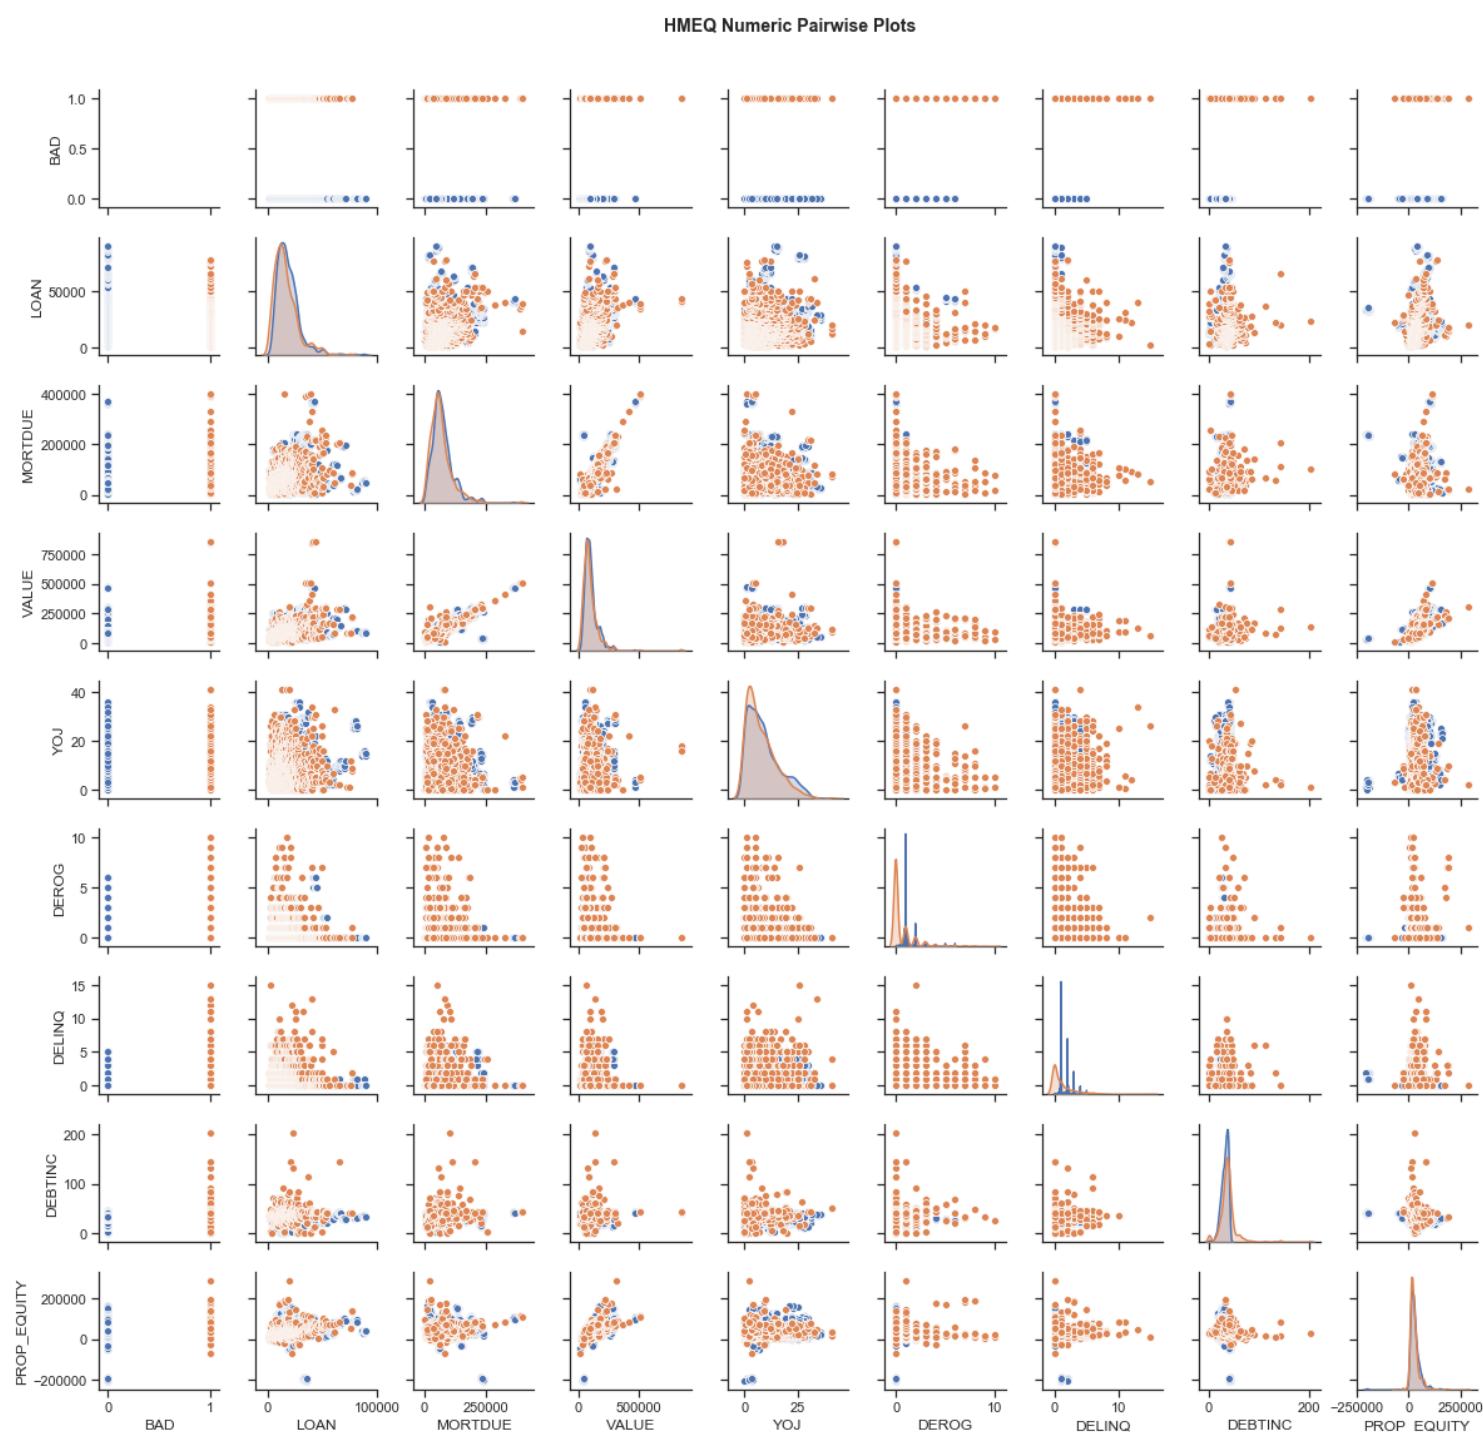 HMEQ Numeric Pairwise Plots
1.0
0.5
0.0
BAD
50000
0
LOAN
400000
200000
0
MORTDUE
750000
500000
250000
0
VALUE
40
20
0
YOJ
10
5
0
DEROG
15
10
5
0
DELINQ
200
100
0
DEBTINC
200000
0
−200000
PROP_EQUITY
0 1 0 100000 0 250000 0 500000 0 25 0 10 0 10 0 200 −250000 0 250000
BAD LOAN MORTDUE VALUE YOJ DEROG DELINQ DEBTINC PROP_EQUITY